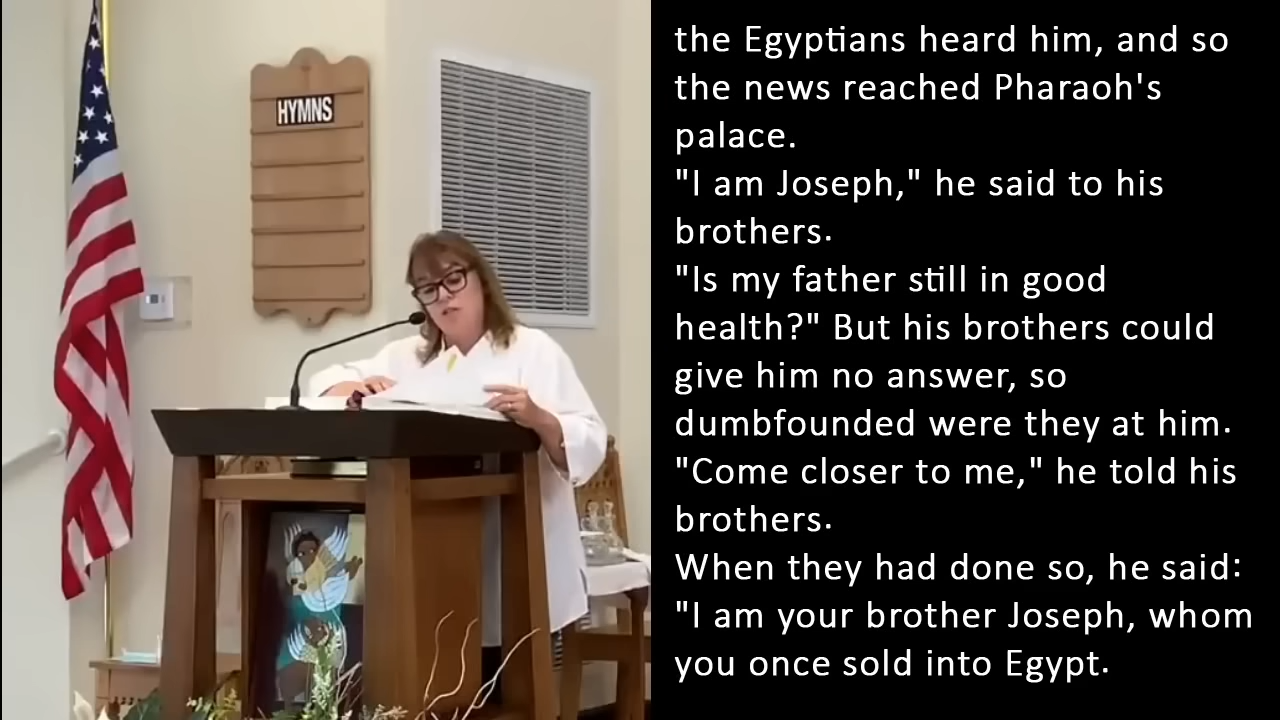 HYMNS
the Egyptians heard him, and so
the news reached Pharaoh's
palace.
"I am Joseph," he said to his
brothers.
"Is my father still in good
health?" But his brothers could
give him no answer, so
dumbfounded were they at him.
"Come closer to me," he told his
brothers.
When they had done so, he said:
"I am your brother Joseph, whom
you once sold into Egypt.